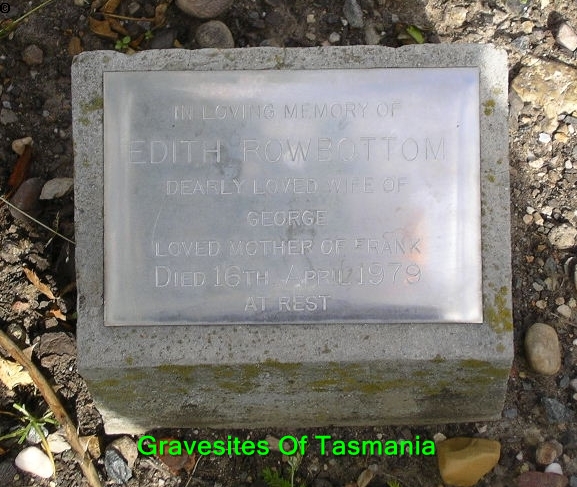 IN LOVING MEMORY OF
EDITH ROWBOTTOM
DEARLY LOVED WIFE OF
GEORGE
LOVED MOTHER OF FRANK
DIED 16TH APRIL 1979
AT REST
Gravesites Of Tasmania